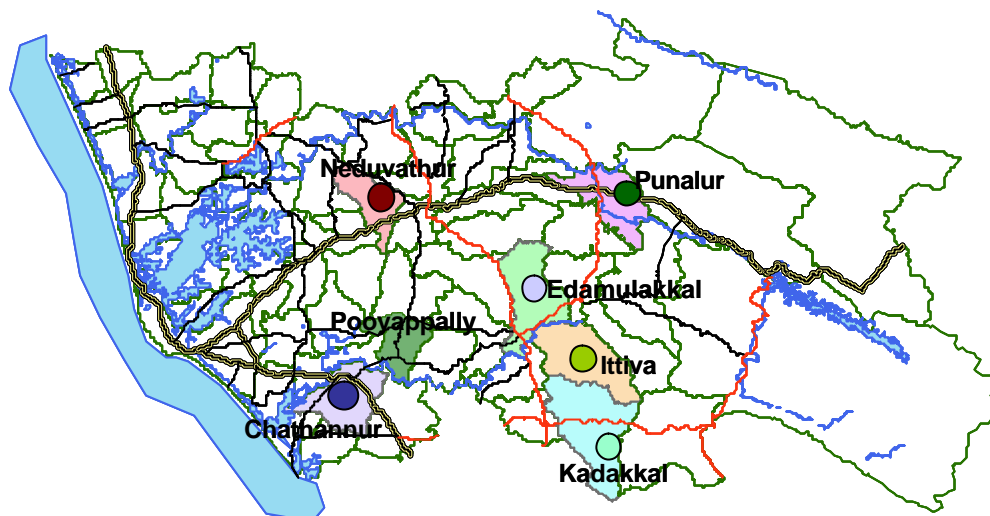 Neduvathur
Punalur
Edamulakkal
Pooyappally
Ittiva
Chathannur
Kadakkal